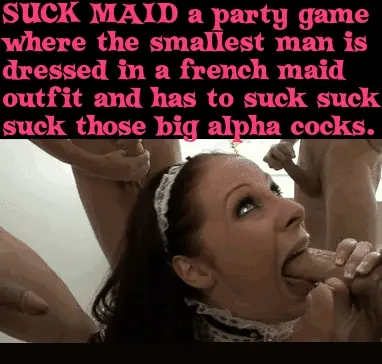 SUCK MAID a party game
where the smallest man is
dressed in a french maid
outfit and has to suck suck
suck those big alpha cocks.